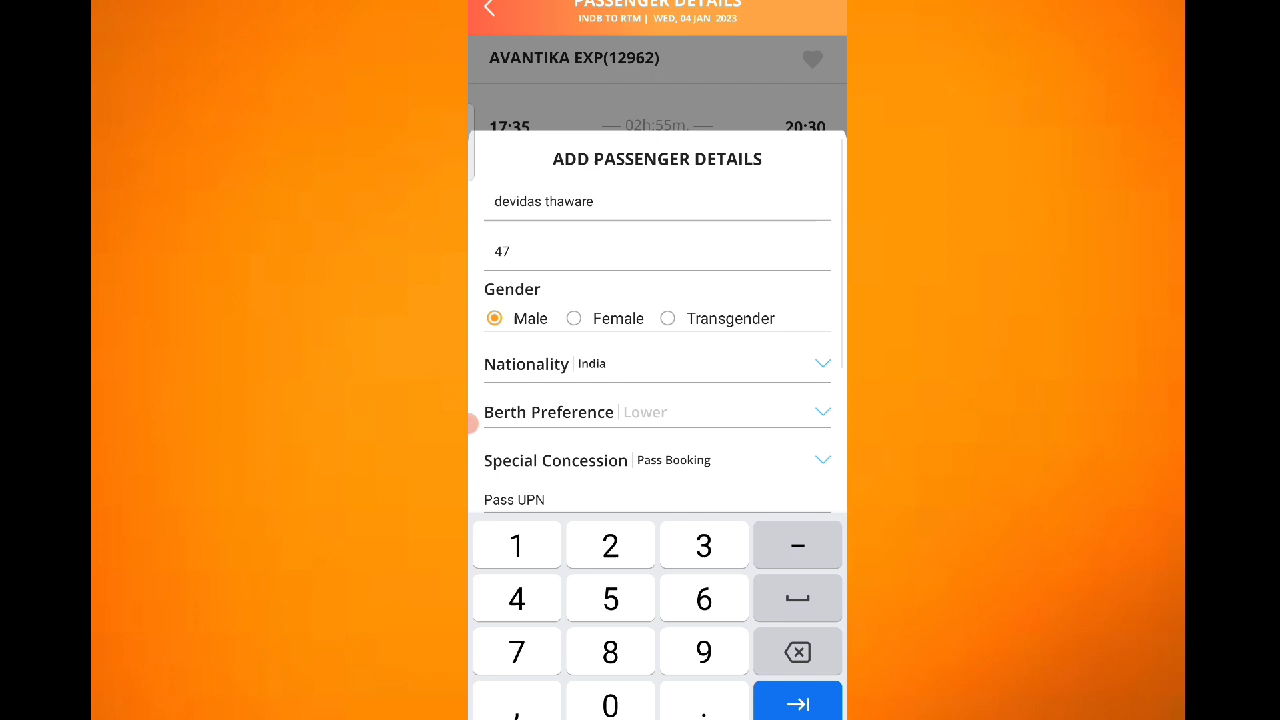 PASSENGER DETAILS
INDB TO RTM | WED, 04 JAN 2023
AVANTIKA EXP(12962)
17:35 02h:55m. 20:30
ADD PASSENGER DETAILS
devidas thaware
47
Gender
Male Female Transgender
Nationality India
Berth Preference Lower
Special Concession Pass Booking
Pass UPN
1 2 3 -
4 5 6
7 8 9
, 0 .